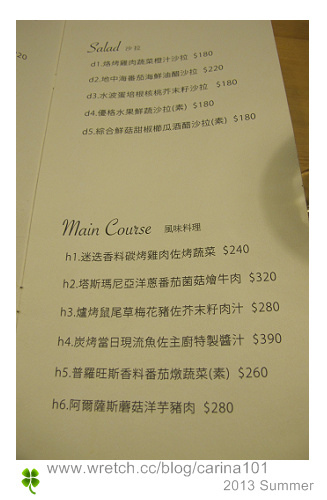 20
Salad 沙拉
d1.烙烤雞肉蔬菜橙汁沙拉 $180
d2.地中海番茄海鮮油醋沙拉 $220
d3.水波蛋培根核桃芥末籽沙拉 $180
d4.優格水果鮮蔬沙拉(素) $180
d5.綜合鮮菇甜椒櫛瓜酒醋沙拉(素) $180
Main Course 風味料理
h1.迷迭香料碳烤雞肉佐烤蔬菜 $240
h2.塔斯瑪尼亞洋蔥番茄菌菇燴牛肉 $320
h3.爐烤鼠尾草梅花豬佐芥末籽肉汁 $280
h4.炭烤當日現流魚佐主廚特製醬汁 $390
h5.普羅旺斯香料番茄燉蔬菜(素) $260
h6.阿爾薩斯蘑菇洋芋豬肉 $280
www.wretch.cc/blog/carina101
2013 Summer